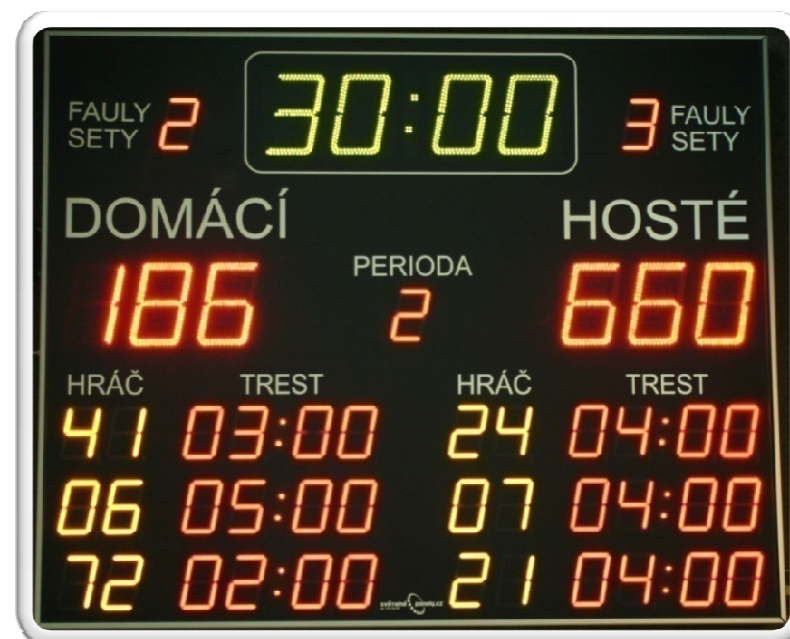 FAULY
SETY
2
30:00
3
FAULY
SETY
DOMÁCÍ
HOSTÉ
186
PERIODA
2
660
HRÁČ TREST HRÁČ TREST
41 03:00 24 04:00
06 05:00 07 04:00
72 02:00 21 04:00